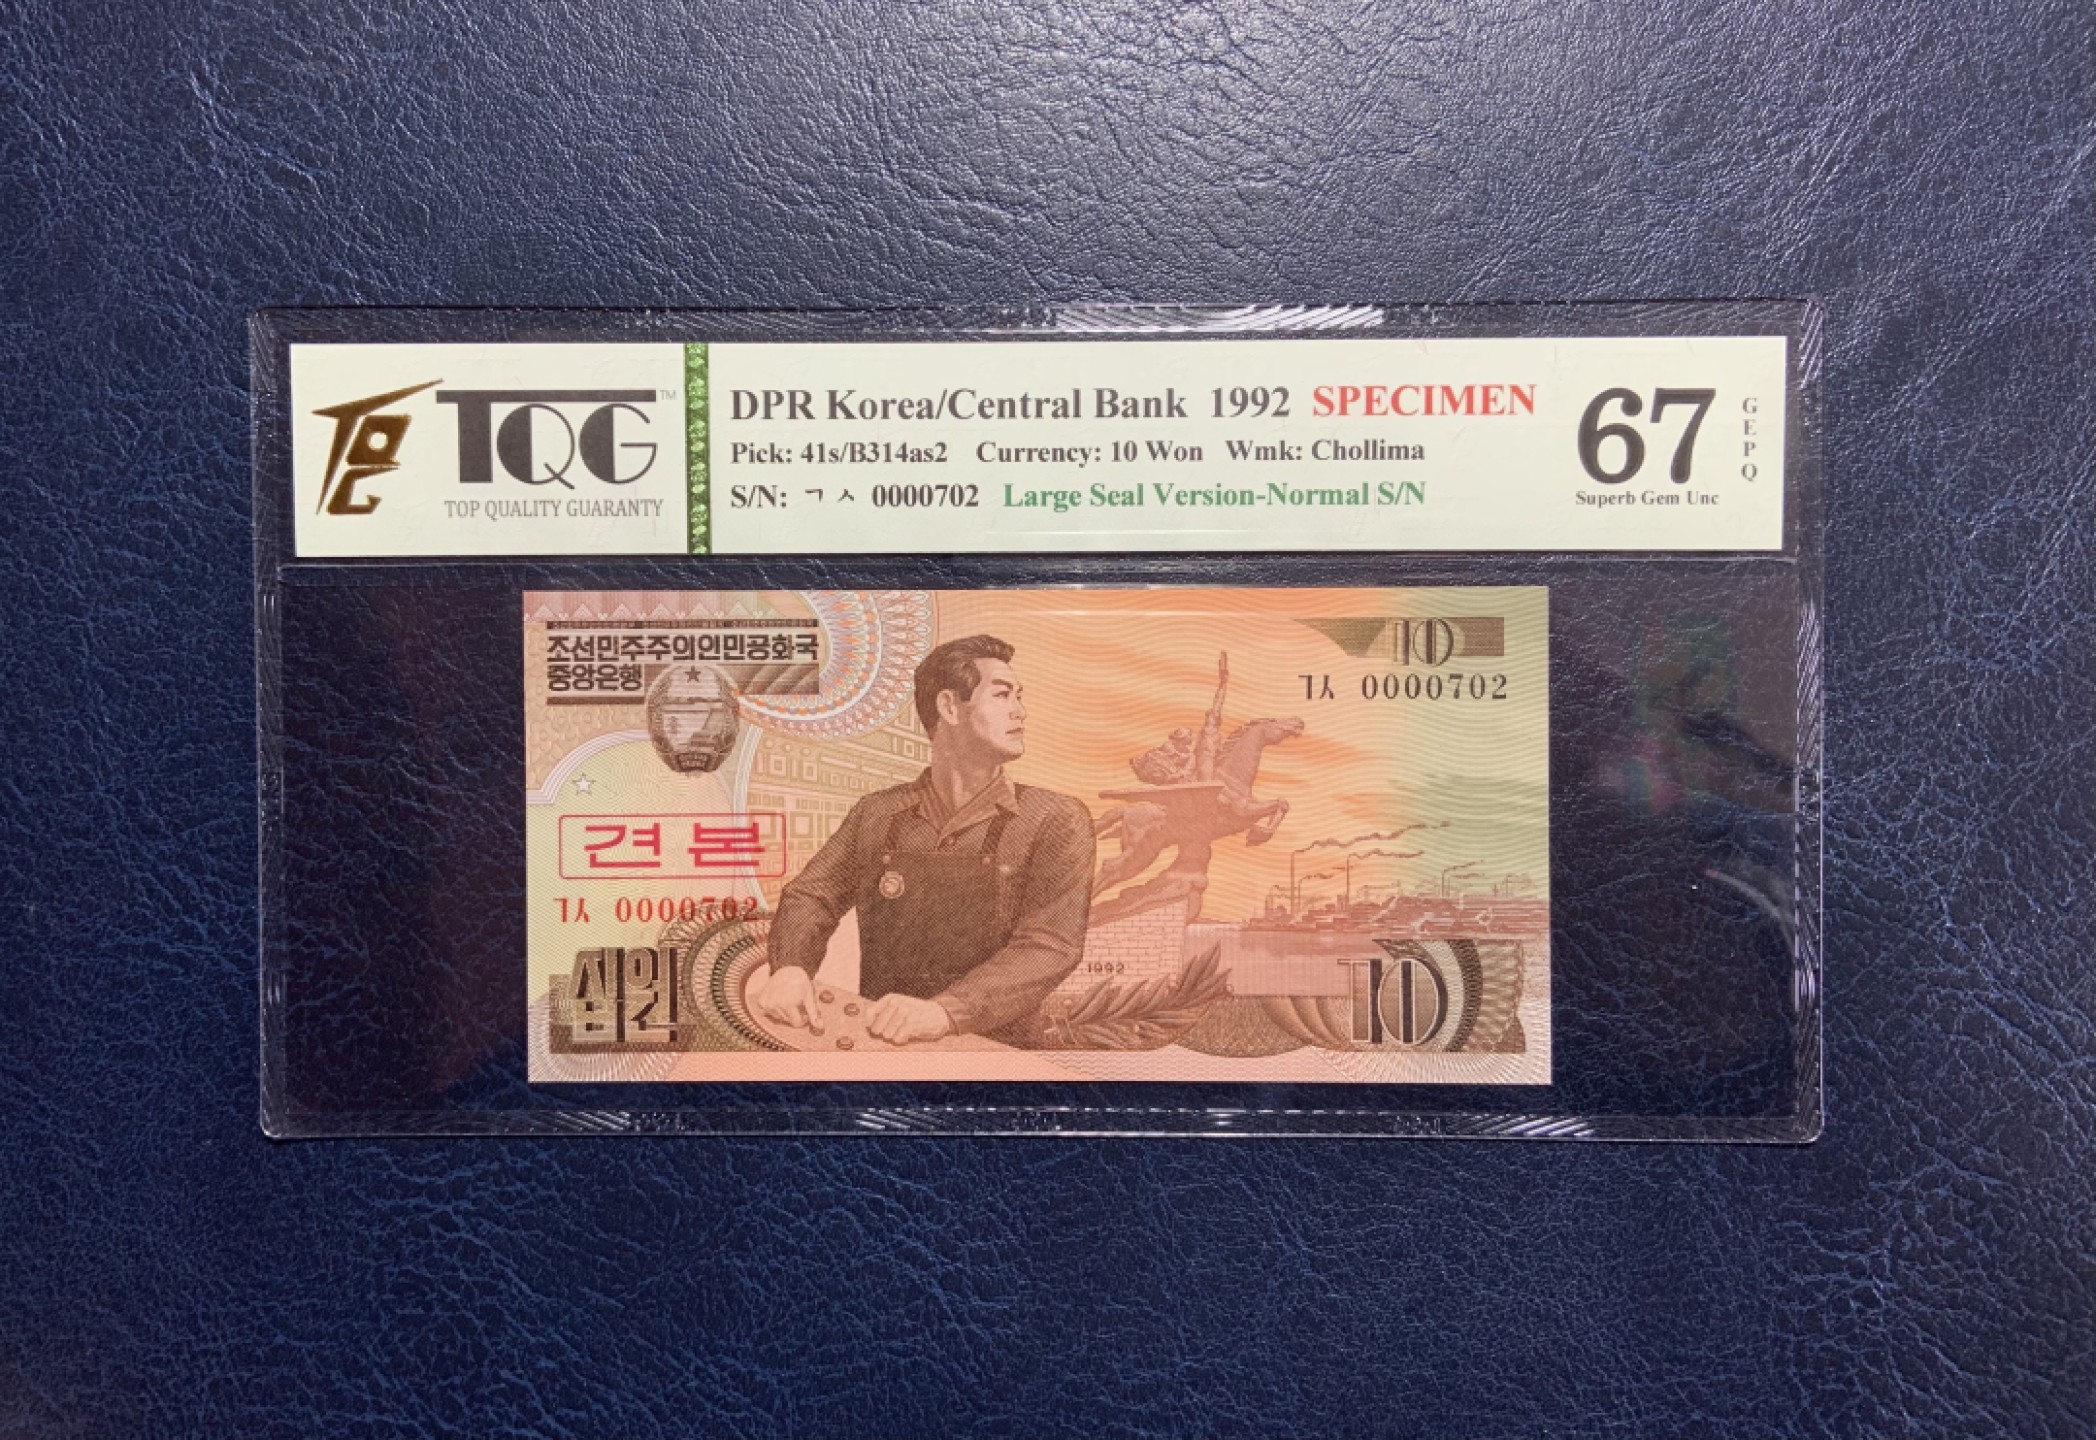 TQG™
TOP QUALITY GUARANTY
DPR Korea/Central Bank 1992 SPECIMEN
Pick: 41s/B314as2 Currency: 10 Won Wmk: Chollima
S/N: ㄱ ㅅ 0000702 Large Seal Version-Normal S/N
67
Superb Gem Unc
GEPQ
조선민주주의인민공화국
중앙은행
10
ㄱㅅ 0000702
견본
ㄱㅅ 0000702
십원
1992
10